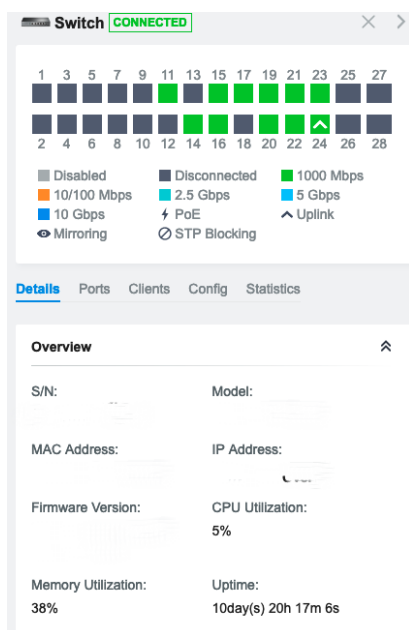 Switch CONNECTED
1 3 5 7 9 11 13 15 17 19 21 23 25 27
2 4 6 8 10 12 14 16 18 20 22 24 26 28
Disabled Disconnected 1000 Mbps
10/100 Mbps 2.5 Gbps 5 Gbps
10 Gbps PoE Uplink
Mirroring STP Blocking
Details Ports Clients Config Statistics
Overview
S/N: Model:
MAC Address: IP Address:
Firmware Version: CPU Utilization:
5%
Memory Utilization: Uptime:
38% 10day(s) 20h 17m 6s